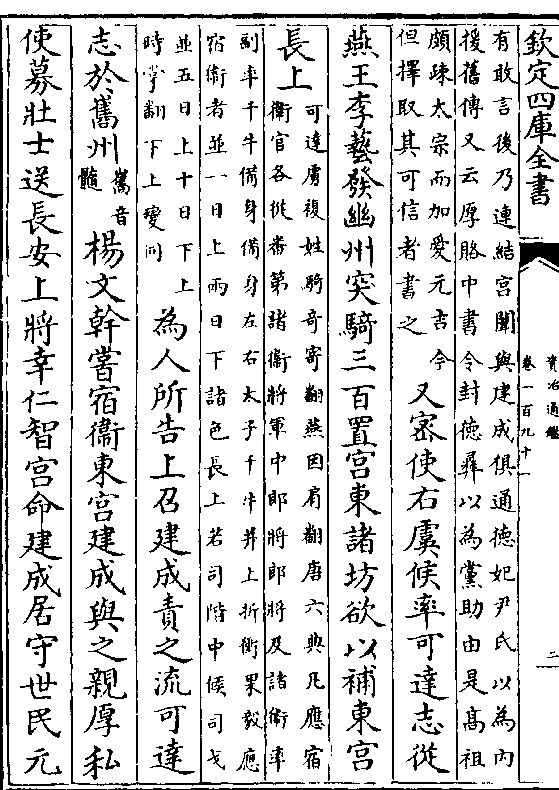 欽定四庫全書
資治通鑑
卷一百九十一
二
有敢言後乃連結宮闈與建成俱通德妃尹氏以為內
後舊傳又云厚賂中書令封德彛以為黨助由是髙祖
頗疎太宗而加愛元吉今
但擇取其可信者書之
又密使右虞候率可達志從
燕王李藝發幽州突騎三百置宫東諸坊欲以補東宫
長上
可達虜複姓騎奇寄翻燕因肩翻唐六典凡應宿
衛官各從番第諸衛將軍中郎將郎將及諸衛率
副率千牛備身備身左右太子千牛并上折衝果毅應
宿衛者並一日上兩日下諸色長上若司階中候司戈
並五日上十日下上
時掌翻下上變同
為人所告上召建成責之流可達
志於巂州
巂音
髓
楊文幹嘗宿衛東宫建成與之親厚私
使募壯士送長安上將幸仁智宫命建成居守世民元